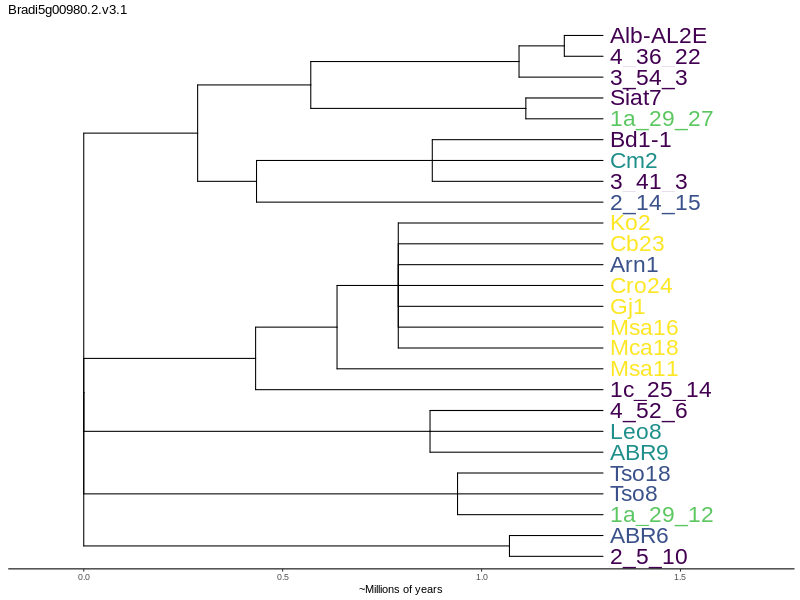 Bradi5g00980.2.v3.1
Alb-AL2E
4_36_22
3_54_3
Siat7
1a_29_27
Bd1-1
Cm2
3_41_3
2_14_15
Ko2
Cb23
Arn1
Cro24
Gj1
Msa16
Mca18
Msa11
1c_25_14
4_52_6
Leo8
ABR9
Tso18
Tso8
1a_29_12
ABR6
2_5_10
0.0 0.5 1.0 1.5
~Millions of years